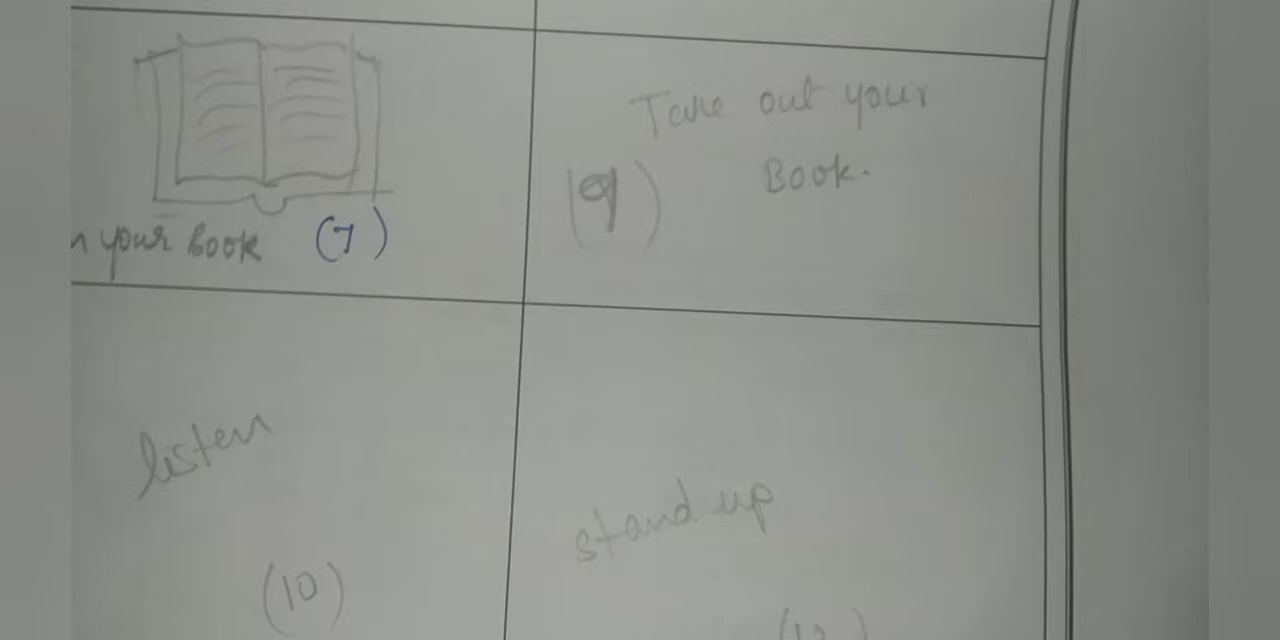 your Book (7)
Take out your
(9) Book.
listen
(10)
stand up